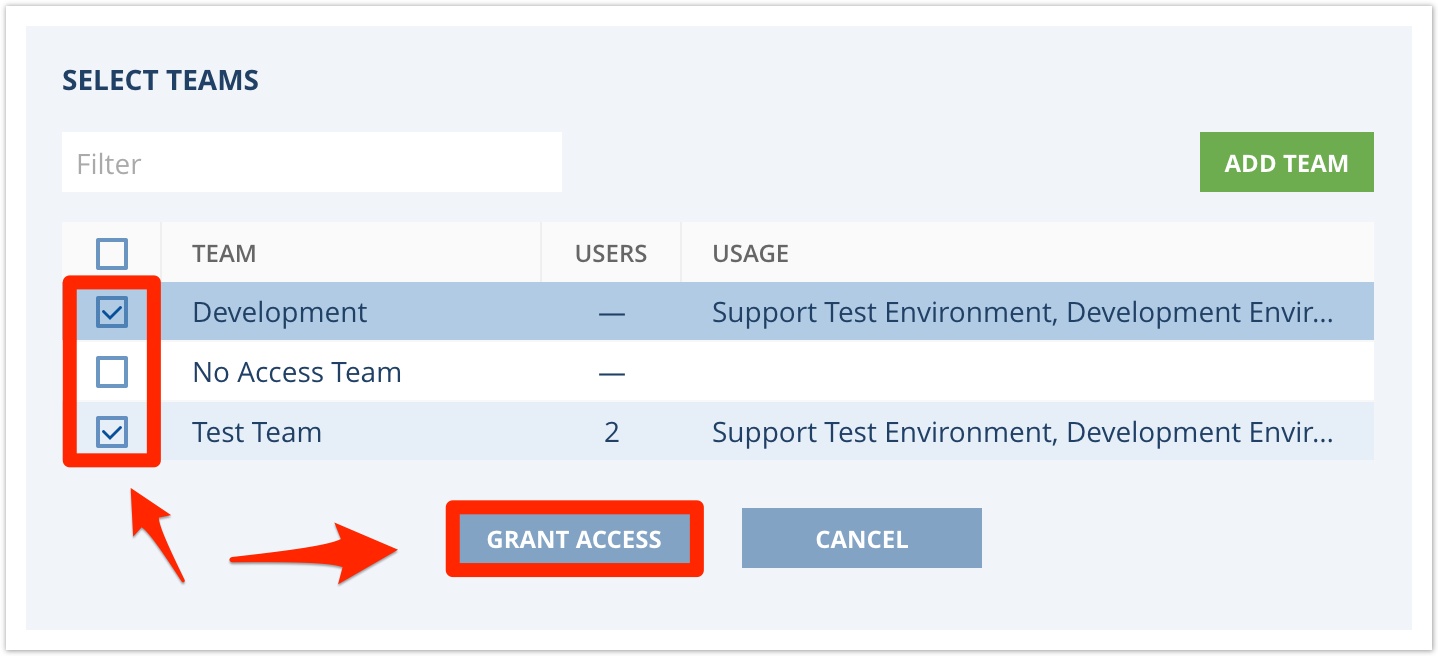 SELECT TEAMS
Filter
ADD TEAM
TEAM USERS USAGE
Development — Support Test Environment, Development Envir...
No Access Team —
Test Team 2 Support Test Environment, Development Envir...
GRANT ACCESS CANCEL